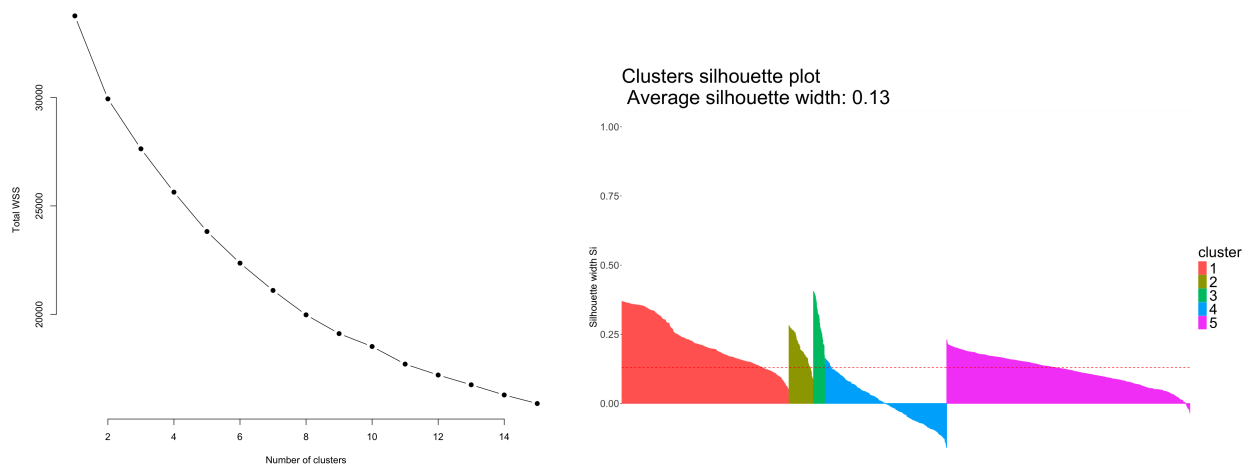 Total WSS
30000
25000
20000
2 4 6 8 10 12 14
Number of clusters
Clusters silhouette plot
Average silhouette width: 0.13
Silhouette width Si
1.00
0.75
0.50
0.25
0.00
cluster
1
2
3
4
5